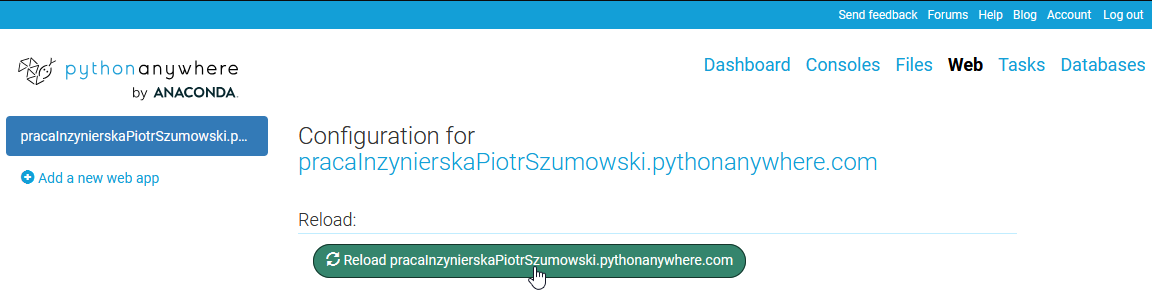 Send feedback Forums Help Blog Account Log out
pythonanywhere
by ANACONDA.
Dashboard Consoles Files Web Tasks Databases
pracaInzynierskaPiotrSzumowski.p...
Add a new web app
Configuration for
pracaInzynierskaPiotrSzumowski.pythonanywhere.com
Reload:
Reload pracaInzynierskaPiotrSzumowski.pythonanywhere.com